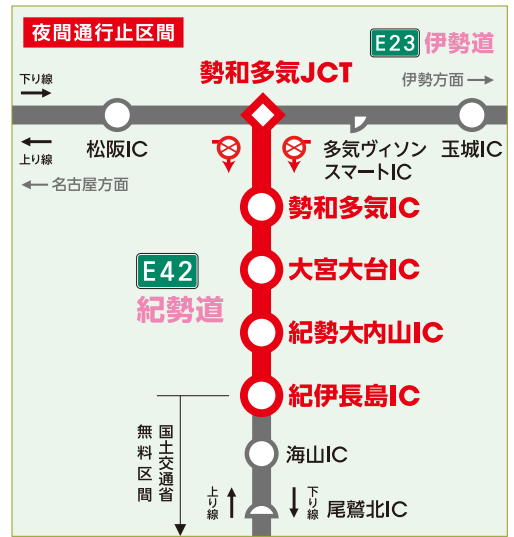 夜間通行止区間
E23 伊勢道
勢和多気JCT
伊勢方面→
下り線
→
←
上り線
松阪IC
多気ヴィソン
スマートIC
玉城IC
←名古屋方面
勢和多気IC
E42
紀勢道
大宮大台IC
紀勢大内山IC
紀伊長島IC
国土交通省
無料区間
海山IC
上り線
下り線
尾鷲北IC